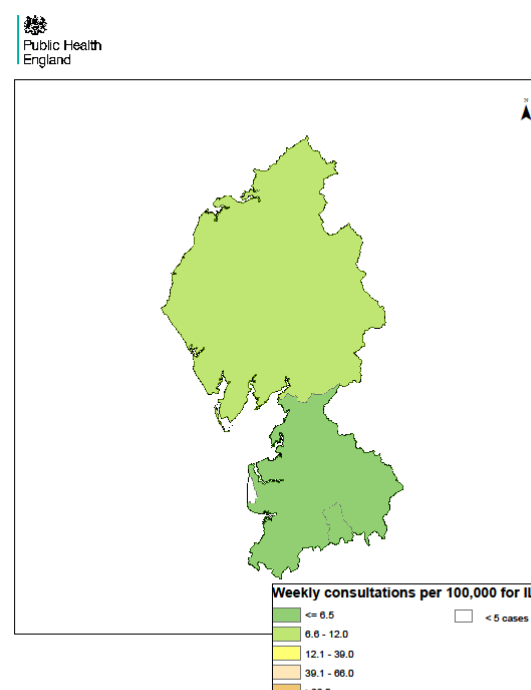 Public Health
England
N
Weekly consultations per 100,000 for
<= 6.5
< 5 cases
6.6 - 12.0
12.1 - 39.0
39.1 - 66.0